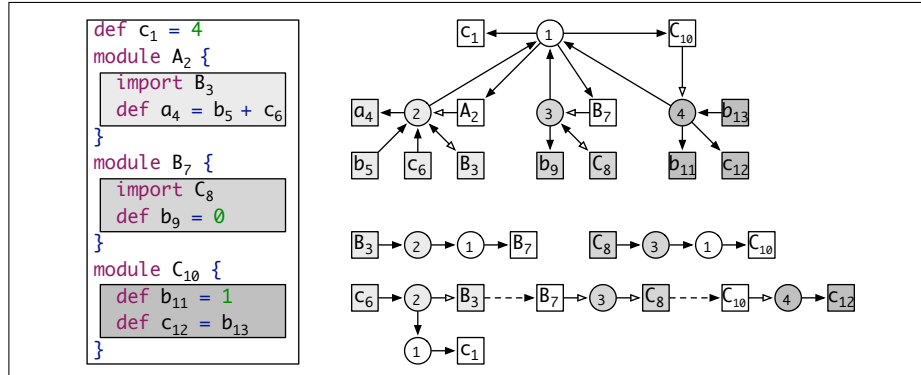 def c₁ = 4
module A₂ {
import B₃
def a₄ = b₅ + c₆
}
module B₇ {
import C₈
def b₉ = 0
}
module C₁₀ {
def b₁₁ = 1
def c₁₂ = b₁₃
}
c₁ 1 C₁₀
a₄ 2 A₂ 3 B₇ 4 b₁₃
b₅ c₆ B₃ b₉ C₈ b₁₁ c₁₂
B₃ 2 1 B₇ C₈ 3 1 C₁₀
c₆ 2 B₃ B₇ 3 C₈ C₁₀ 4 c₁₂
1 c₁